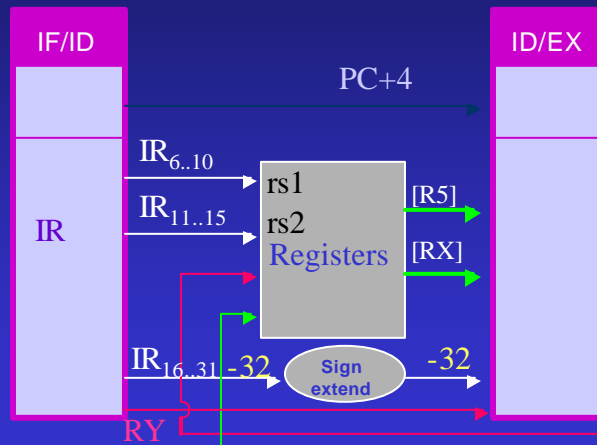 IF/ID
ID/EX
PC+4
IR6..10
rs1
[R5]
IR11..15
rs2
IR
Registers
[RX]
IR16..31
-32
Sign
extend
-32
RY